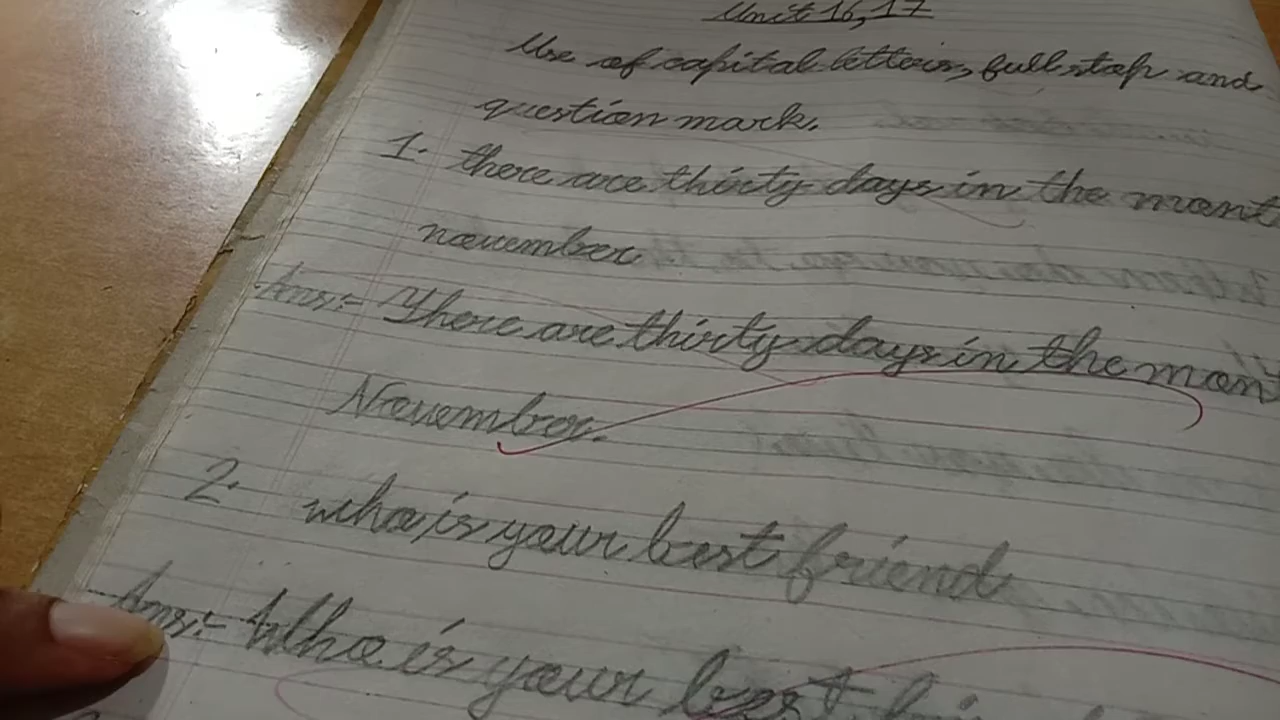 Unit 16, 17
Use of capital letters, full stop and
question mark.
1. there are thirty days in the mont
november
Ans:- There are thirty days in the mont
November.
2. who is your best friend
Ans:- Who is your best